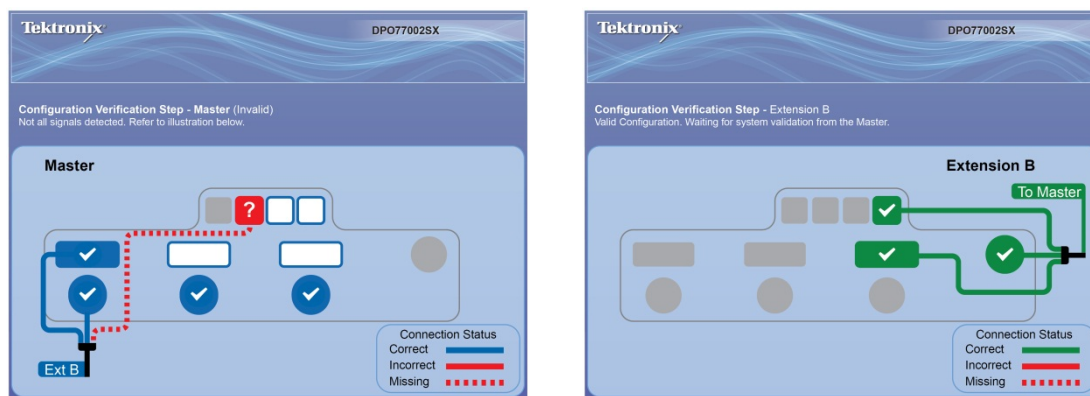 Tektronix
DPO77002SX
Configuration Verification Step - Master (Invalid)
Not all signals detected. Refer to illustration below.
Master
?
Ext B
Connection Status
Correct
Incorrect
Missing
Tektronix
DPO77002SX
Configuration Verification Step - Extension B
Valid Configuration. Waiting for system validation from the Master.
Extension B
To Master
Connection Status
Correct
Incorrect
Missing